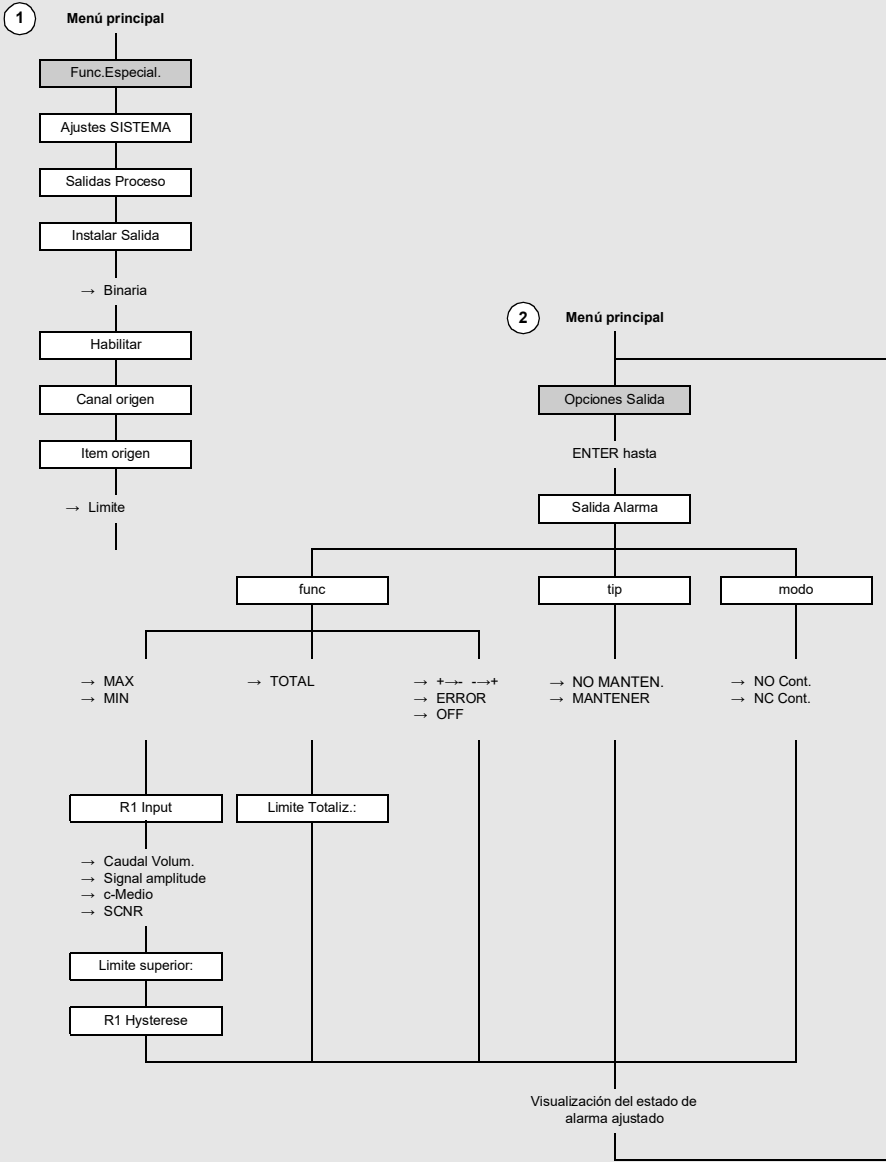 1 Menú principal
Func.Especial.
Ajustes SISTEMA
Salidas Proceso
Instalar Salida
→ Binaria
Habilitar
Canal origen
Item origen
→ Limite
2 Menú principal
Opciones Salida
ENTER hasta
Salida Alarma
func
tip
modo
→ MAX
→ MIN
→ TOTAL
→ +→- -→+
→ ERROR
→ OFF
→ NO MANTEN.
→ MANTENER
→ NO Cont.
→ NC Cont.
R1 Input
Limite Totaliz.:
→ Caudal Volum.
→ Signal amplitude
→ c-Medio
→ SCNR
Limite superior:
R1 Hysterese
Visualización del estado de
alarma ajustado